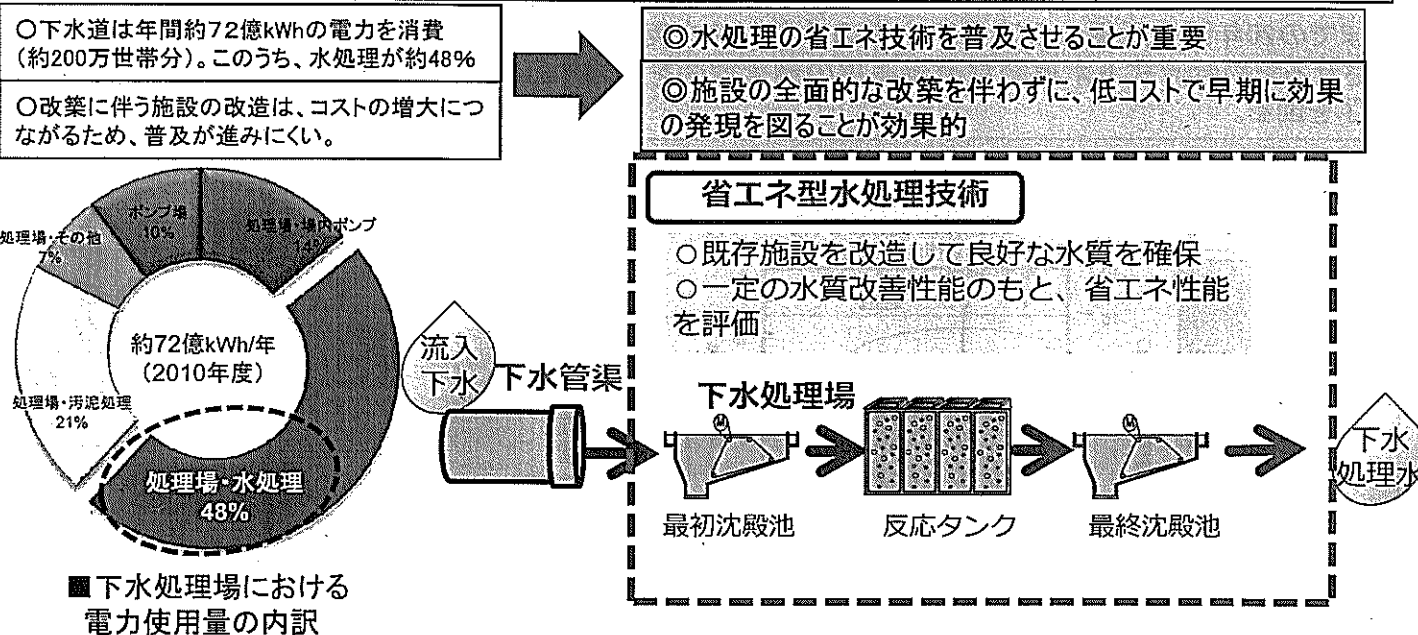 ○下水道は年間約72億kWhの電力を消費
(約200万世帯分)。このうち、水処理が約48%
○改築に伴う施設の改造は、コストの増大につ
ながるため、普及が進みにくい。
◎水処理の省エネ技術を普及させることが重要
◎施設の全面的な改築を伴わずに、低コストで早期に効果
の発現を図ることが効果的
省エネ型水処理技術
○既存施設を改造して良好な水質を確保
○一定の水質改善性能のもと、省エネ性能
を評価
ポンプ場
10%
処理場・場内ポンプ
14%
処理場・その他
7%
約72億kWh/年
(2010年度)
処理場・汚泥処理
21%
処理場・水処理
48%
流入
下水
下水管渠
下水処理場
M
M
最初沈殿池
反応タンク
最終沈殿池
下水
処理水
■下水処理場における
電力使用量の内訳